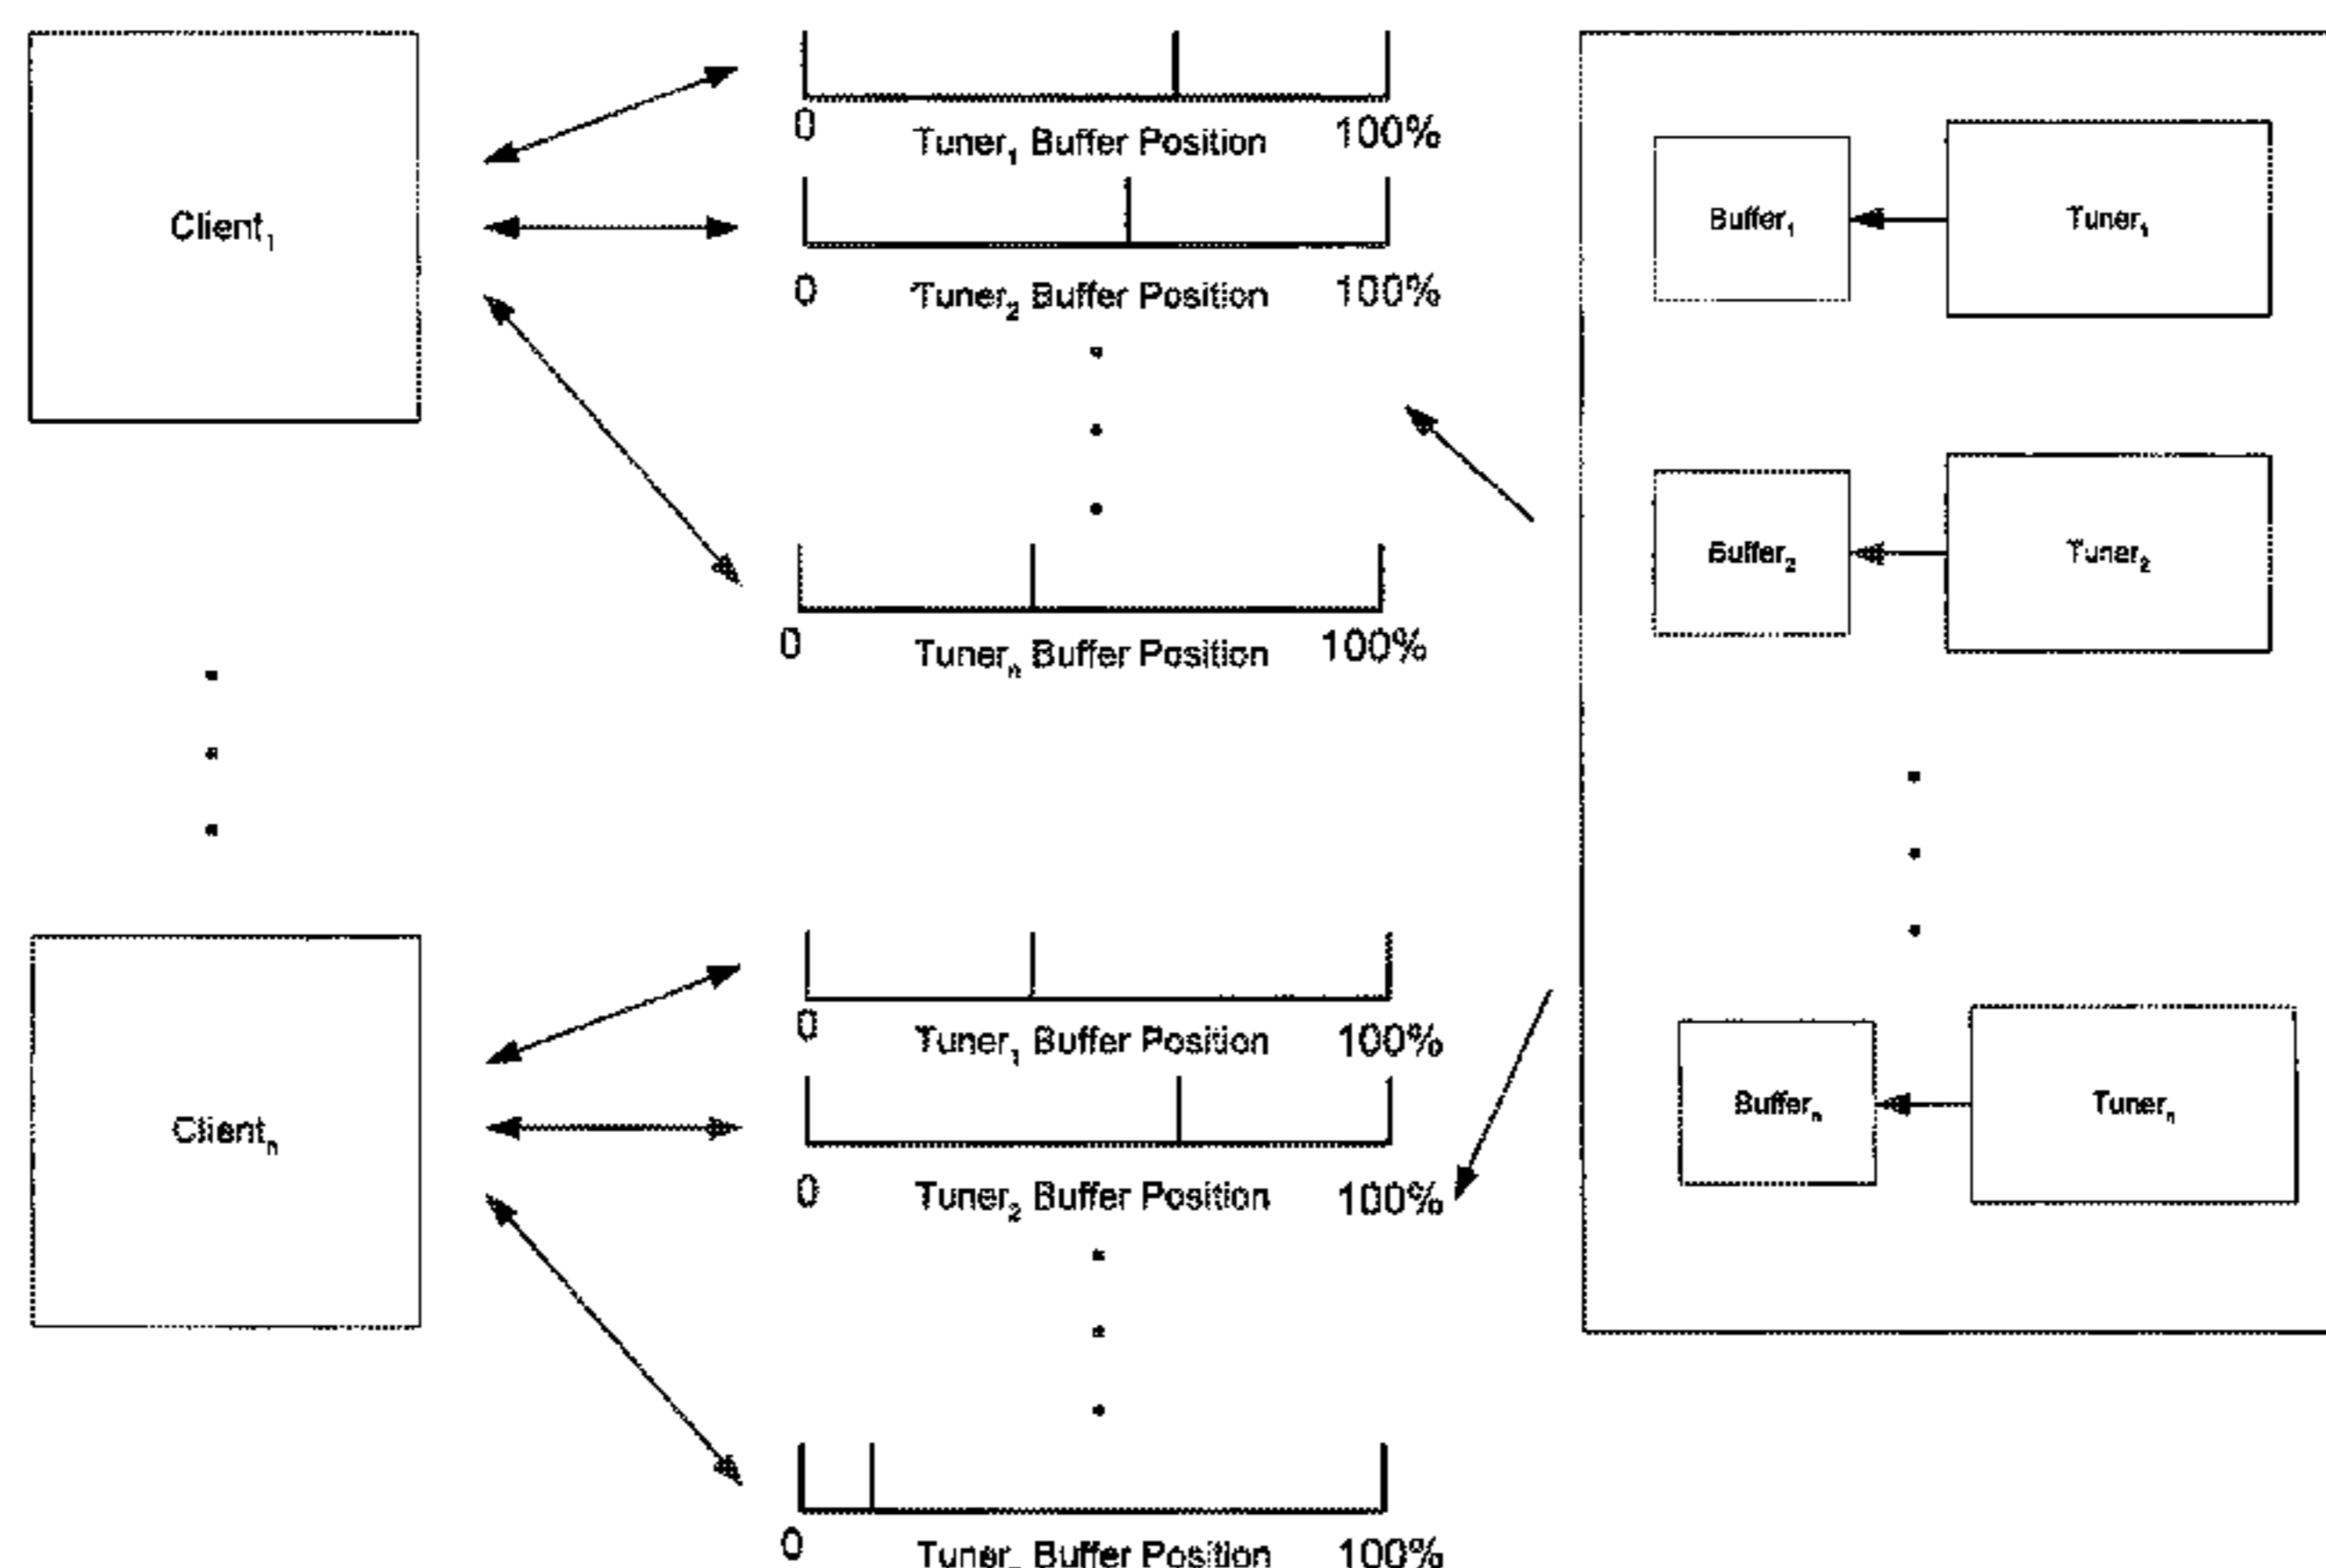 Client₁
0 Tuner₁ Buffer Position 100%
0 Tuner₂ Buffer Position 100%
0 Tunerₙ Buffer Position 100%
Clientₙ
0 Tuner₁ Buffer Position 100%
0 Tuner₂ Buffer Position 100%
0 Tuner Buffer Position 100%
Buffer₁ Tuner₁
Buffer₂ Tuner₂
Bufferₙ Tunerₙ